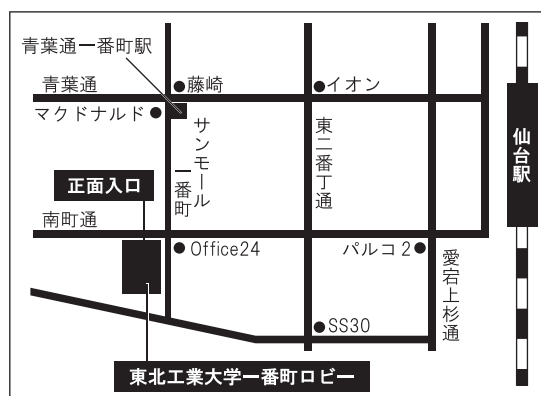 青葉通一番町駅
青葉通
藤崎
イオン
マクドナルド
サンモール
一番町
東二番丁通
仙台駅
正面入口
南町通
Office24
パルコ2
愛宕上杉通
SS30
東北工業大学一番町ロビー